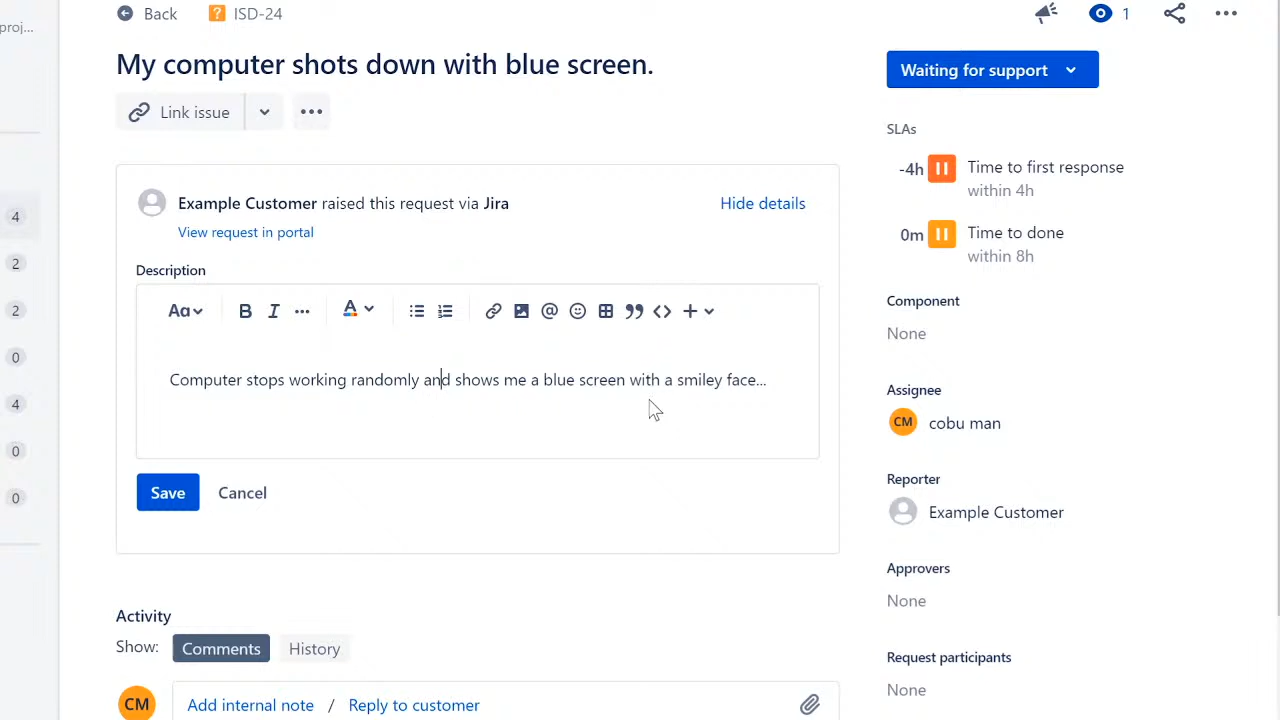 proj...
Back
ISD-24
1
My computer shots down with blue screen.
Waiting for support
Link issue
SLAs
-4h Time to first response
within 4h
Example Customer raised this request via Jira
Hide details
View request in portal
0m Time to done
within 8h
Description
Aa
B I A @
Component
None
Computer stops working randomly and shows me a blue screen with a smiley face...
Assignee
CM cobu man
Save
Cancel
Reporter
Example Customer
Approvers
None
Activity
Show: Comments History
Request participants
None
CM Add internal note / Reply to customer
4
2
2
0
4
0
0